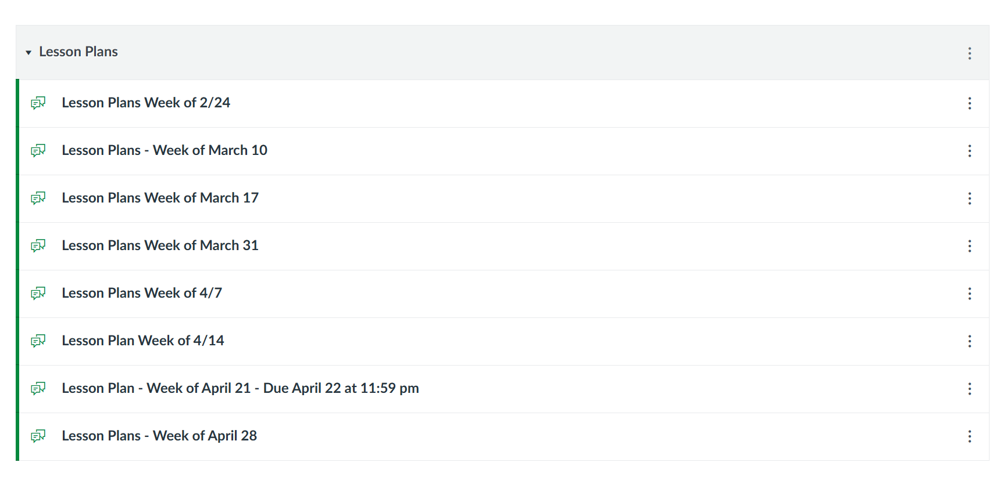 Lesson Plans
Lesson Plans Week of 2/24
Lesson Plans - Week of March 10
Lesson Plans Week of March 17
Lesson Plans Week of March 31
Lesson Plans Week of 4/7
Lesson Plan Week of 4/14
Lesson Plan - Week of April 21 - Due April 22 at 11:59 pm
Lesson Plans - Week of April 28